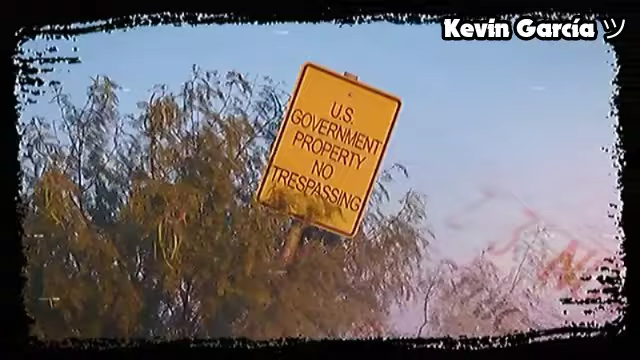 Kevin García ツ
U.S.
GOVERNMENT
PROPERTY
NO
TRESPASSING